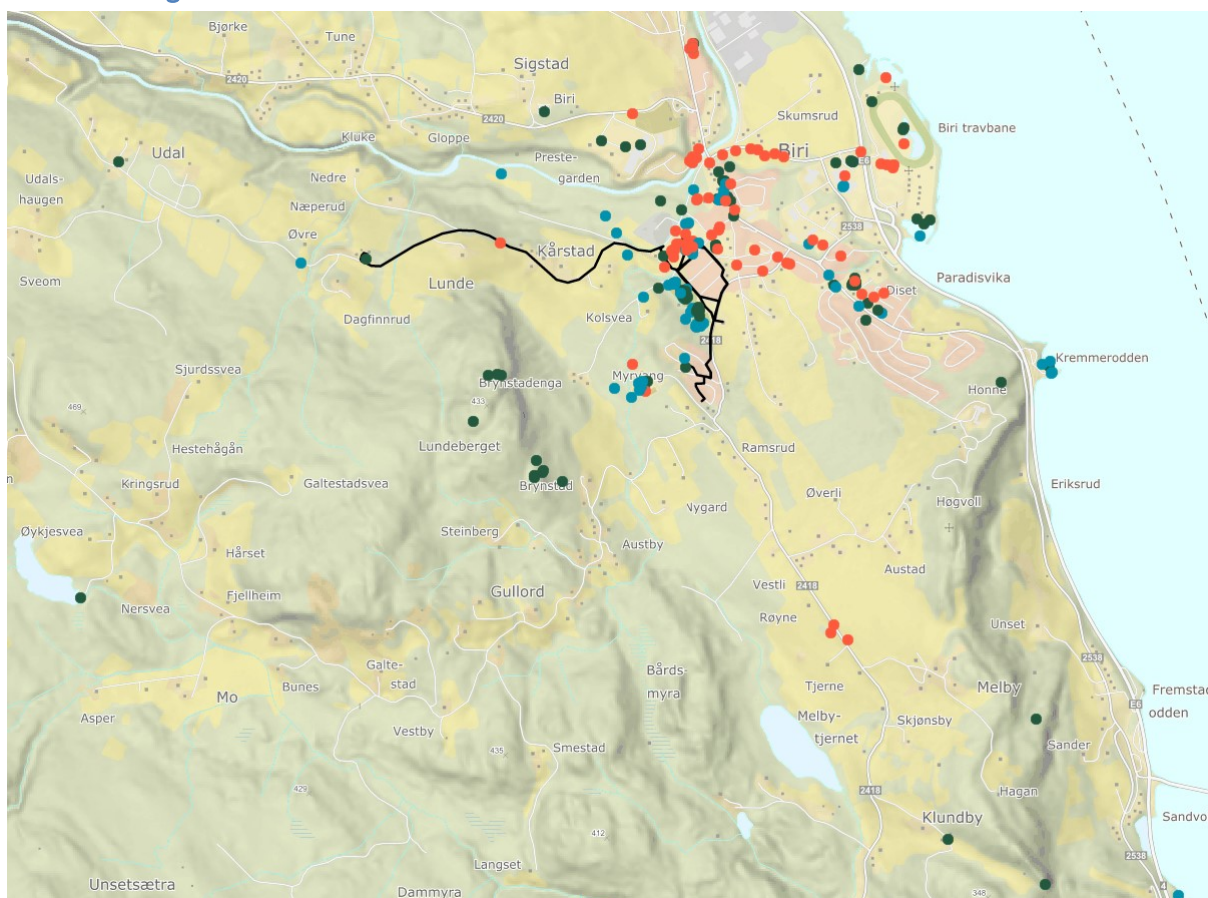 Bjørke
Tune
Sigstad
2420
Biri
Skumsrud
2420
Biri travbane
Kluke
Gloppe
Udal
Preste-
garden
Biri
E6
Nedre
Udals-
haugen
Næperud
Øvre
Kårstad
2538
Sveom
Lunde
Paradisvika
Diset
Dagfinnrud
Kolsvea
2418
Kremmerodden
Sjurdssvea
Myrvang
Brynstadenga
Honne
469
433
Hestehågån
Lundeberget
Ramsrud
Kringsrud
Galtestadsvea
Brynstad
Eriksrud
Øverli
Høgvoll
Nygard
Øykjesvea
Steinberg
Hårset
Austby
Austad
Vestli
2418
Gullord
Nersvea
Fjellheim
Røyne
Unset
2538
Galte-
stad
Bårds-
myra
Mo
Bunes
Tjerne
Melby
Fremstad
odden
E6
Asper
Vestby
Melby-
tjernet
Skjønsby
Smestad
435
Sander
429
2418
Hagan
Klundby
Sandvo
412
2538
Langset
Unsetsætra
Dammyra
348
4